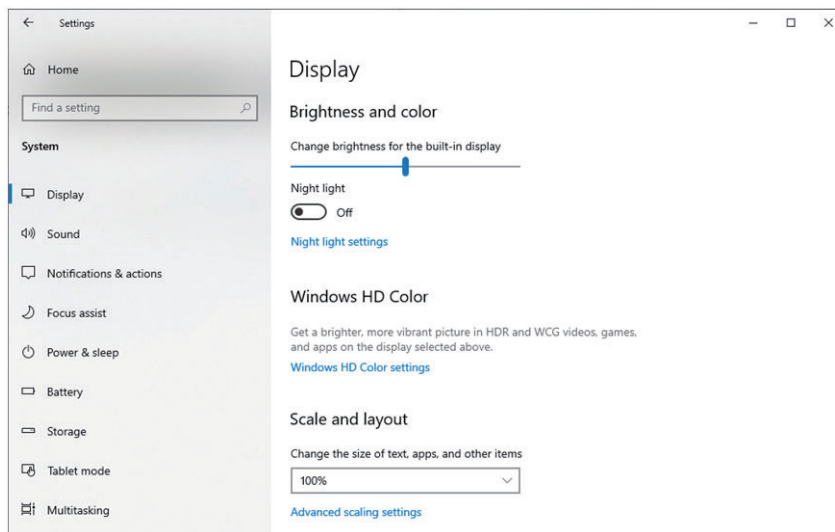 Settings
Home
Find a setting
System
Display
Sound
Notifications & actions
Focus assist
Power & sleep
Battery
Storage
Tablet mode
Multitasking
Display
Brightness and color
Change brightness for the built-in display
Night light
Off
Night light settings
Windows HD Color
Get a brighter, more vibrant picture in HDR and WCG videos, games,
and apps on the display selected above.
Windows HD Color settings
Scale and layout
Change the size of text, apps, and other items
100%
Advanced scaling settings